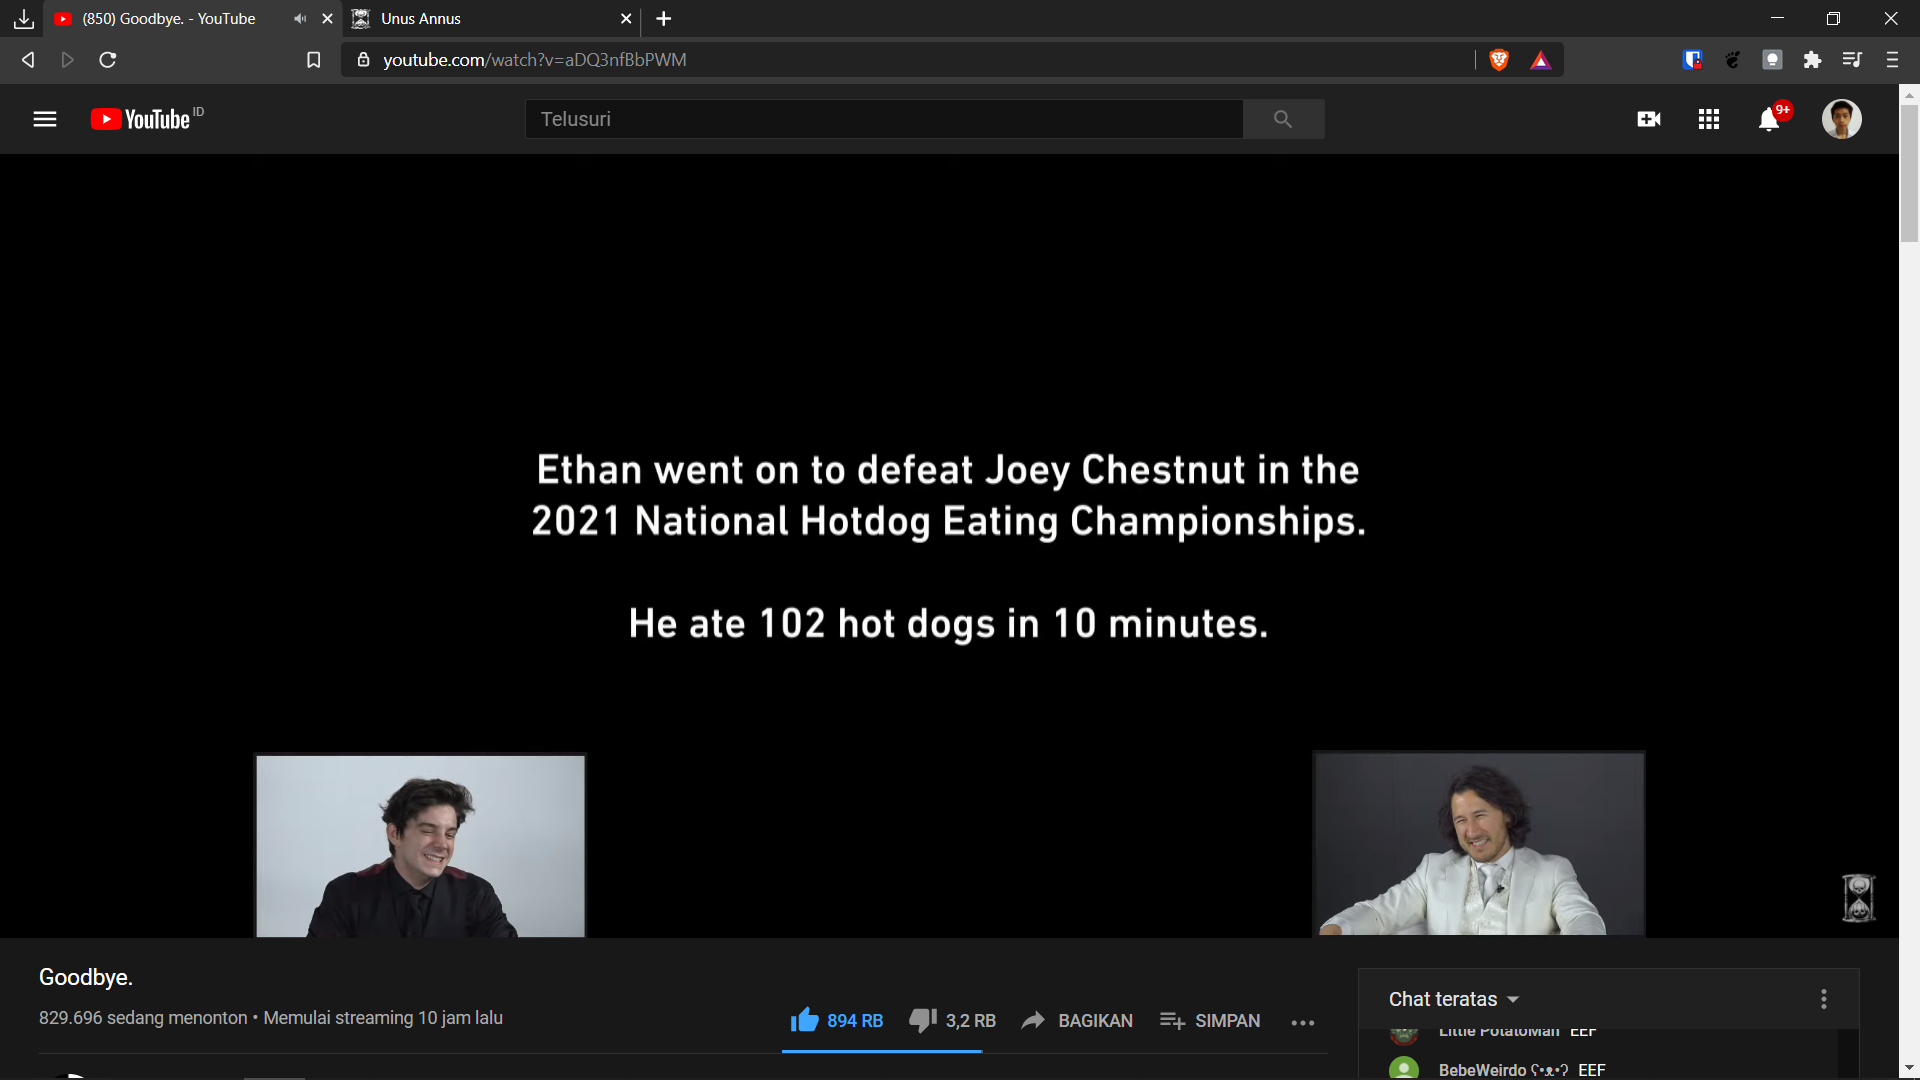 (850) Goodbye. - YouTube
Unus Annus
youtube.com/watch?v=aDQ3nfBbPWM
YouTube ID
Telusuri
9+
Ethan went on to defeat Joey Chestnut in the
2021 National Hotdog Eating Championships.
He ate 102 hot dogs in 10 minutes.
Goodbye.
829.696 sedang menonton • Memulai streaming 10 jam lalu
894 RB
3,2 RB
BAGIKAN
SIMPAN
Chat teratas
Little PotatoMan EEF
BebeWeirdo ʕ•ᴥ•ʔ EEF